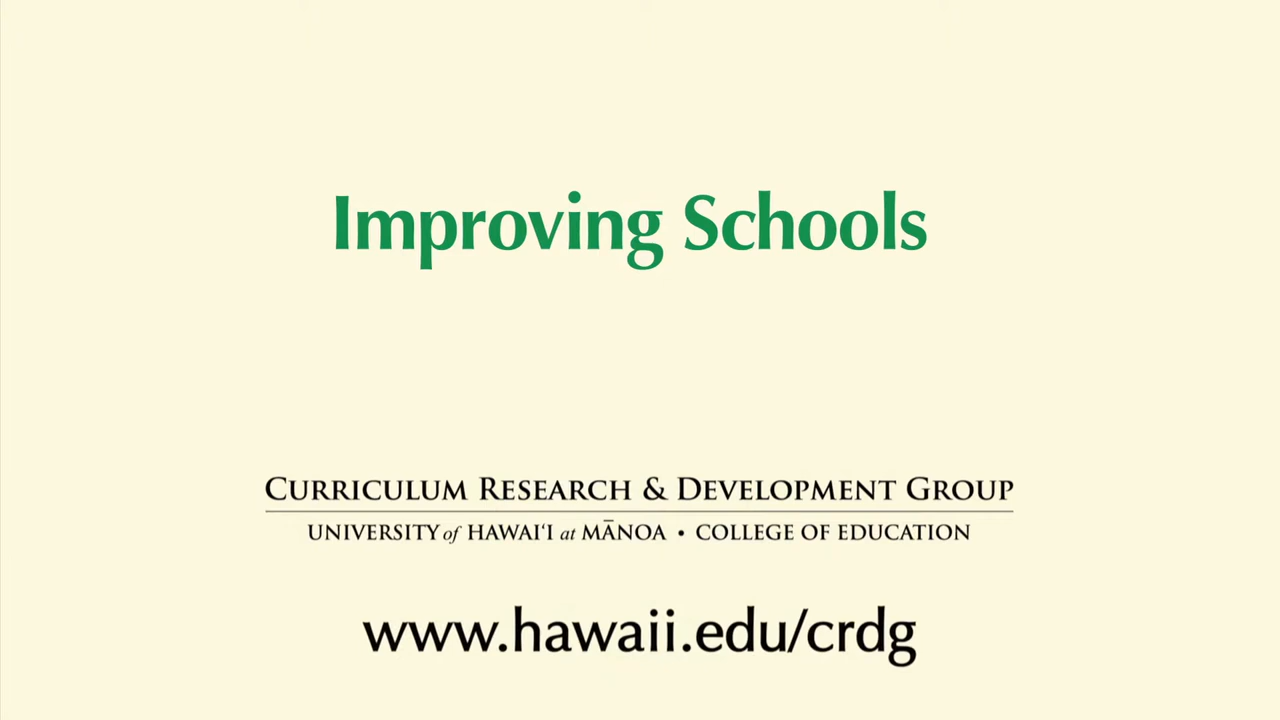 Improving Schools
CURRICULUM RESEARCH & DEVELOPMENT GROUP
UNIVERSITY of HAWAIʻI at MĀNOA • COLLEGE OF EDUCATION
www.hawaii.edu/crdg